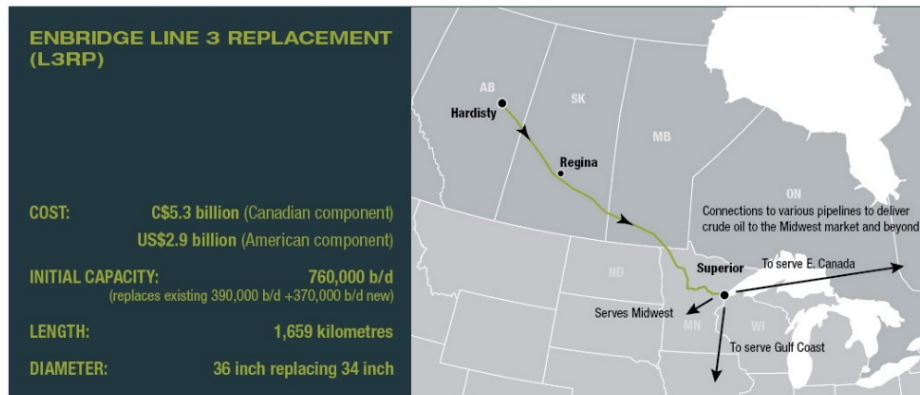 ENBRIDGE LINE 3 REPLACEMENT
(L3RP)
COST: C$5.3 billion (Canadian component)
US$2.9 billion (American component)
INITIAL CAPACITY: 760,000 b/d
(replaces existing 390,000 b/d +370,000 b/d new)
LENGTH: 1,659 kilometres
DIAMETER: 36 inch replacing 34 inch
AB
Hardisty
SK
MB
Regina
ON
Connections to various pipelines to deliver
crude oil to the Midwest market and beyond
ND
Superior
To serve E. Canada
Serves Midwest
MN
WI
To serve Gulf Coast